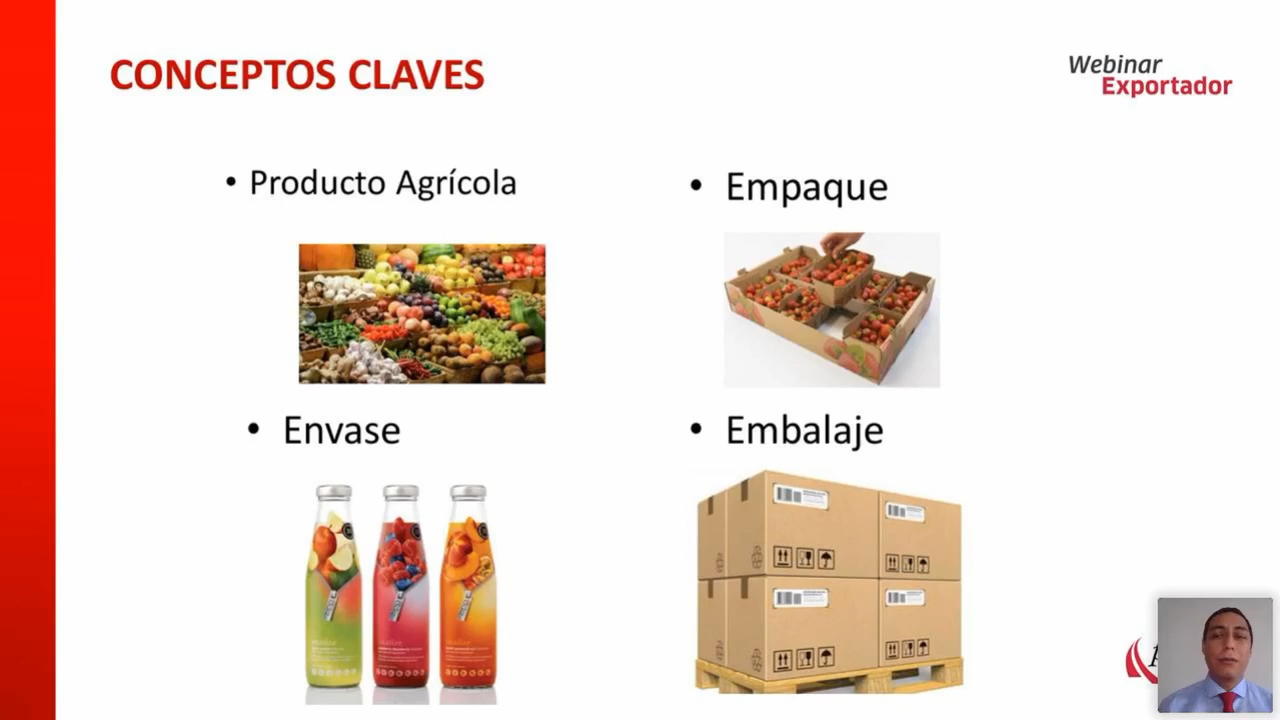 CONCEPTOS CLAVES
Webinar
Exportador
• Producto Agrícola
• Empaque
• Envase
• Embalaje